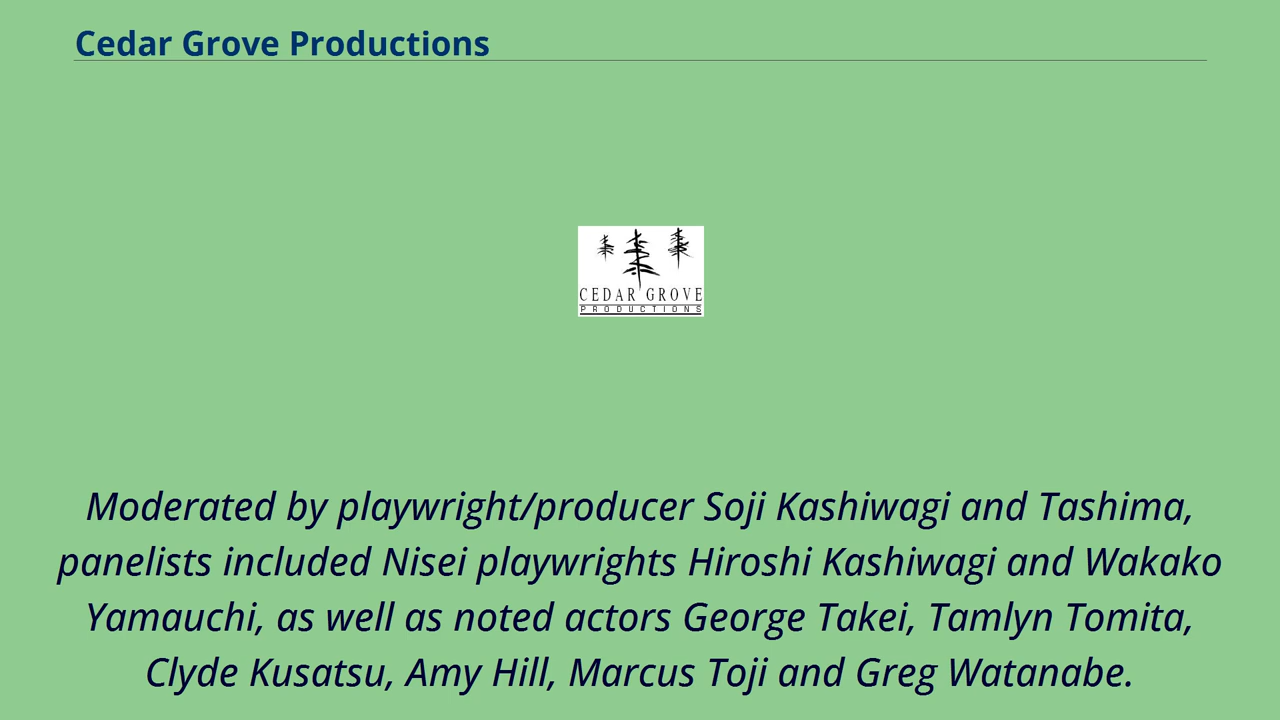 Cedar Grove Productions
CEDAR GROVE
PRODUCTIONS
Moderated by playwright/producer Soji Kashiwagi and Tashima,
panelists included Nisei playwrights Hiroshi Kashiwagi and Wakako
Yamauchi, as well as noted actors George Takei, Tamlyn Tomita,
Clyde Kusatsu, Amy Hill, Marcus Toji and Greg Watanabe.